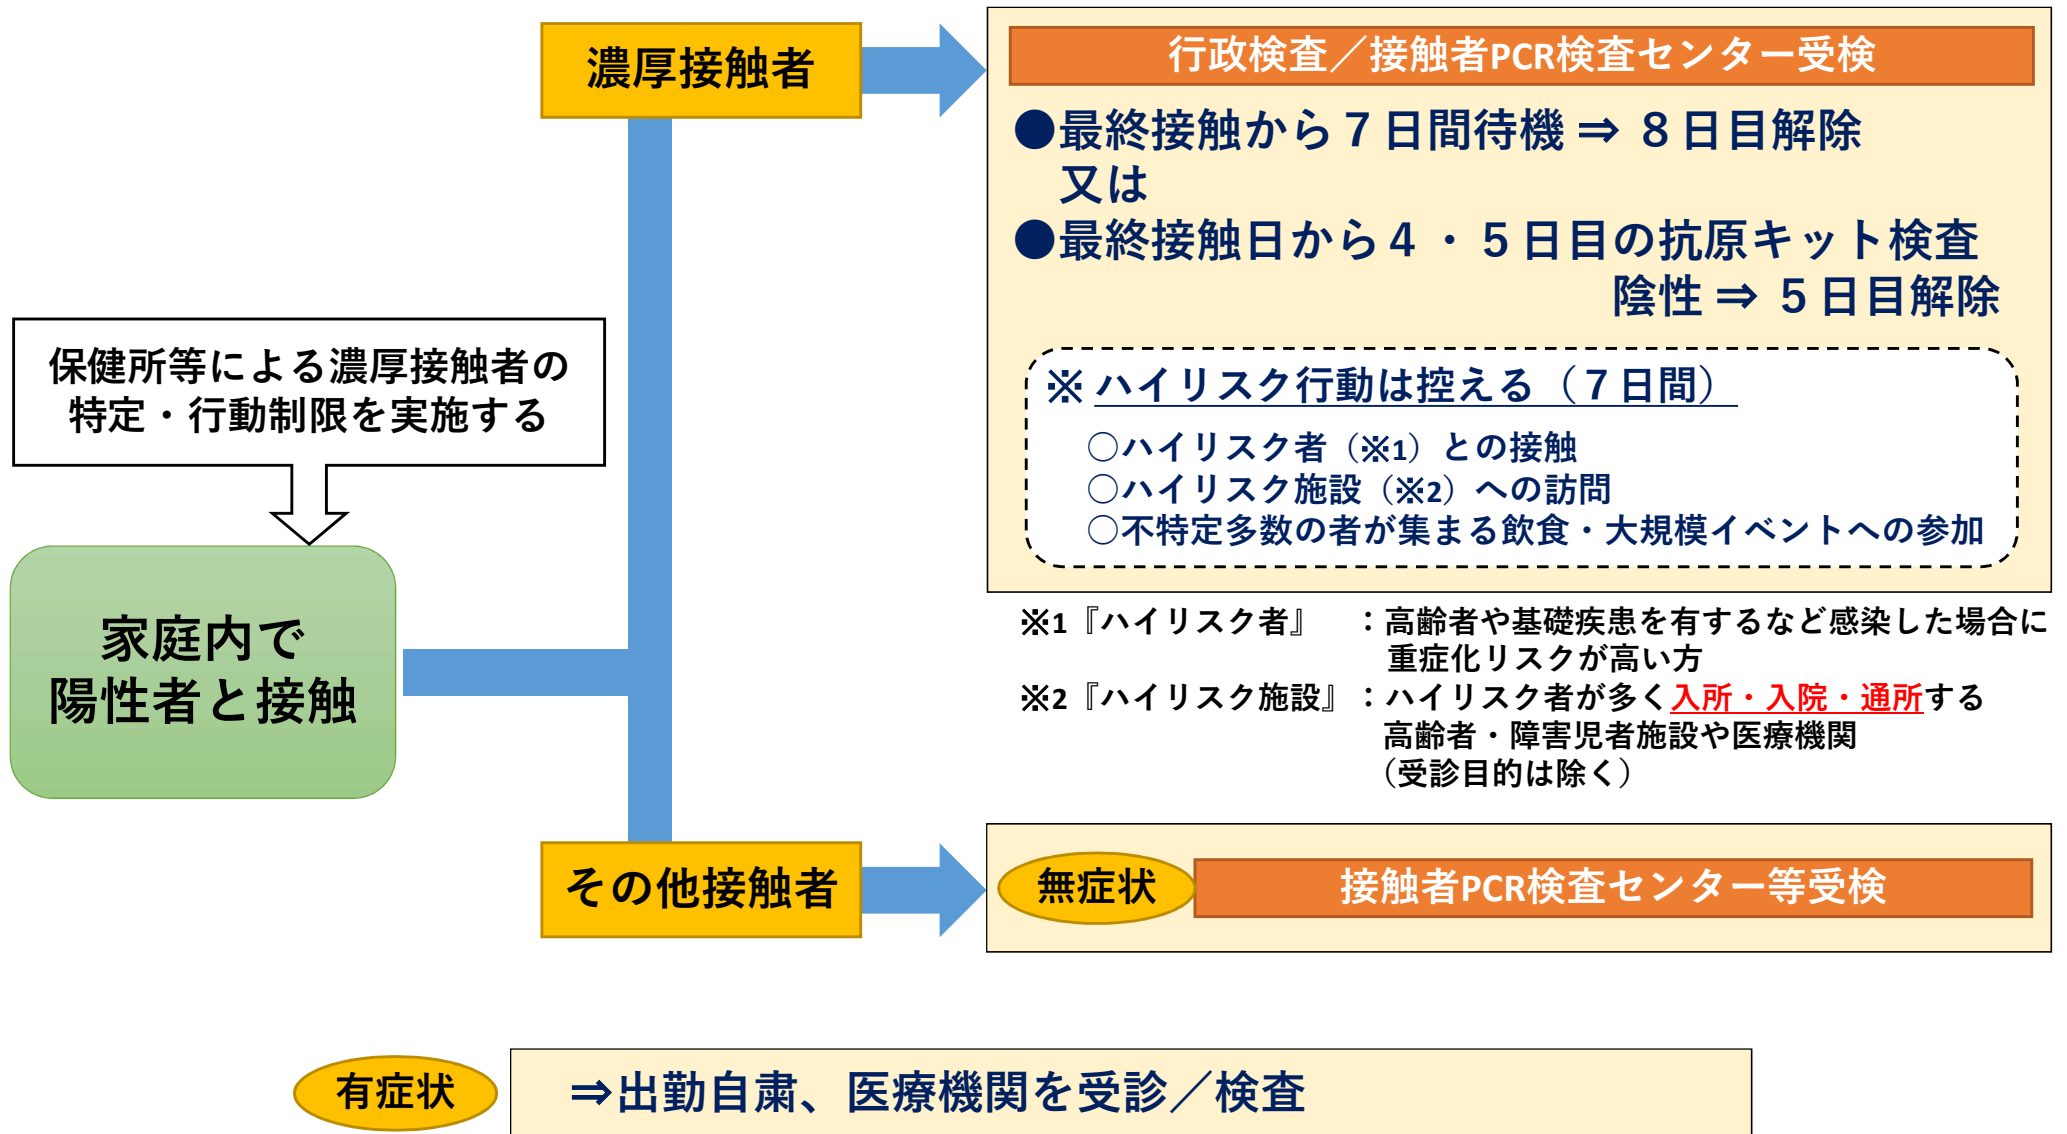 濃厚接触者
行政検査／接触者PCR検査センター受検
●最終接触から７日間待機 ⇒ ８日目解除
又は
●最終接触日から４・５日目の抗原キット検査
陰性 ⇒ ５日目解除
※ ハイリスク行動は控える（７日間）
○ハイリスク者（※1）との接触
○ハイリスク施設（※2）への訪問
○不特定多数の者が集まる飲食・大規模イベントへの参加
※1『ハイリスク者』　：高齢者や基礎疾患を有するなど感染した場合に
重症化リスクが高い方
※2『ハイリスク施設』：ハイリスク者が多く入所・入院・通所する
高齢者・障害児者施設や医療機関
（受診目的は除く）
保健所等による濃厚接触者の
特定・行動制限を実施する
家庭内で
陽性者と接触
その他接触者
無症状
接触者PCR検査センター等受検
有症状
⇒出勤自粛、医療機関を受診／検査